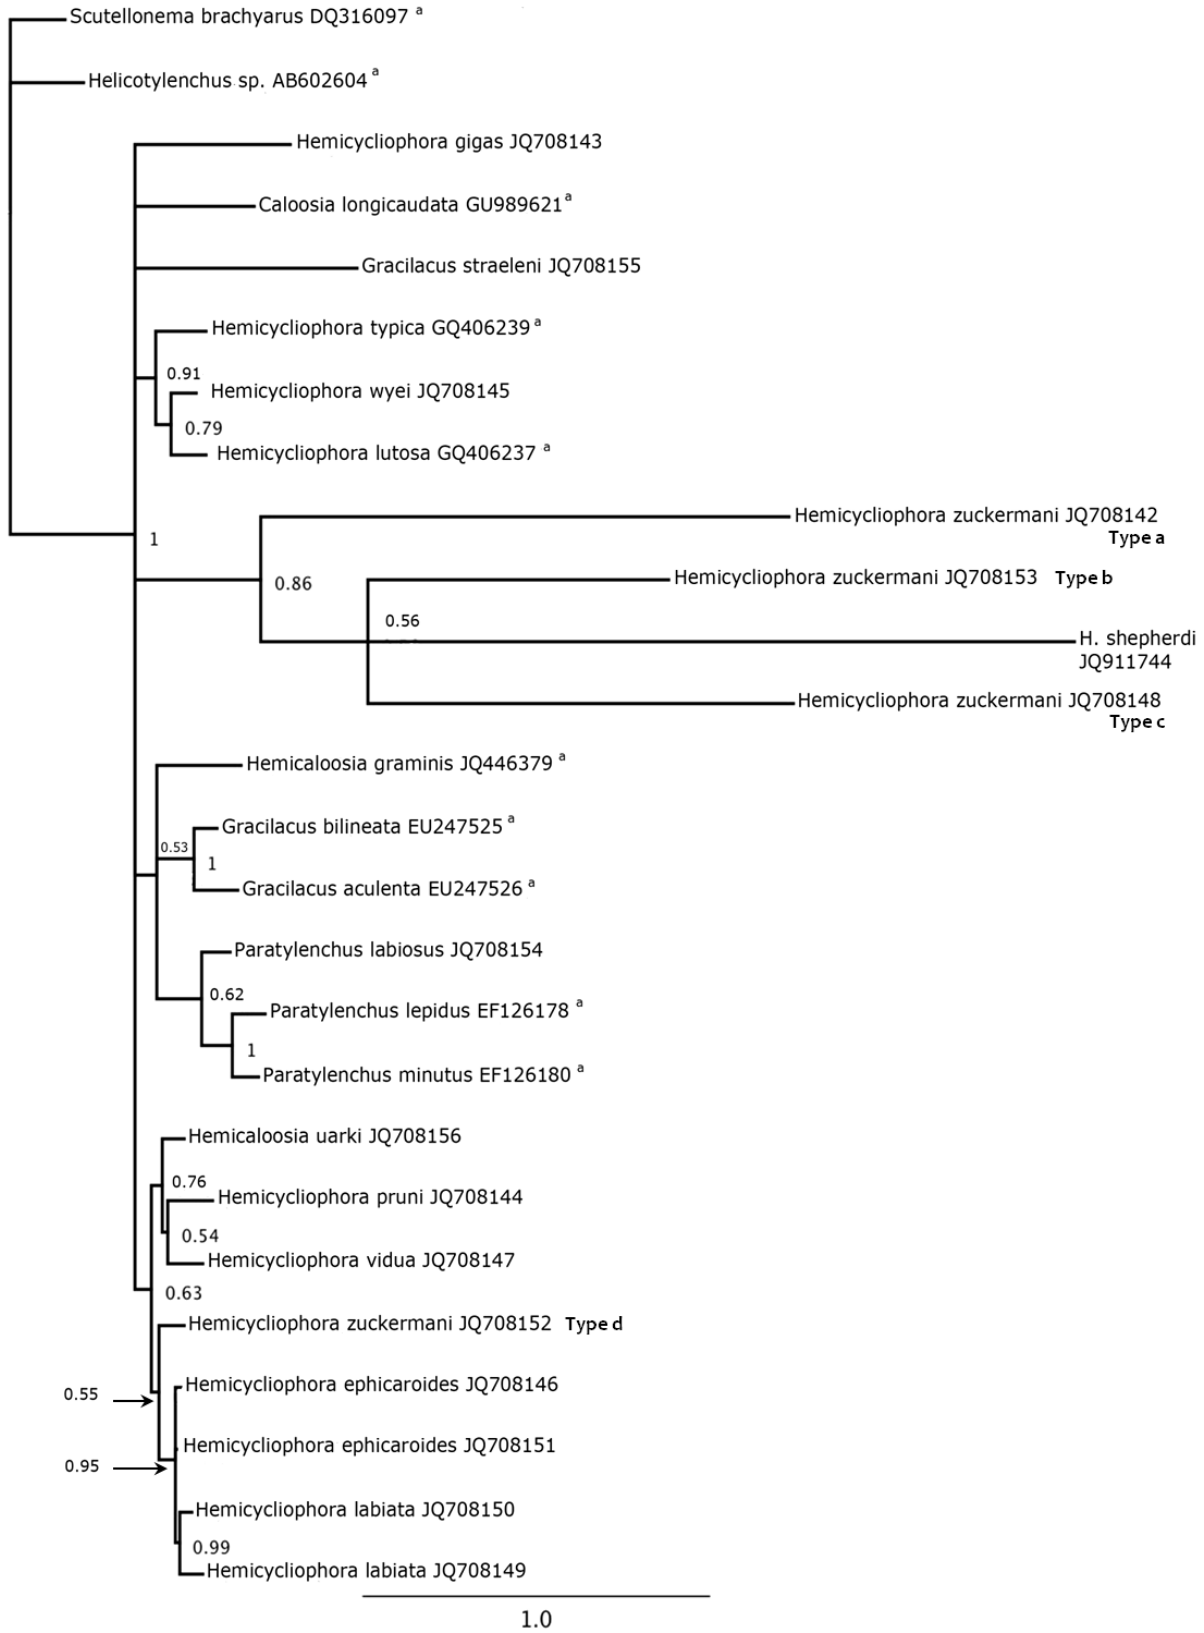 Scutellonema brachyarus DQ316097 a
Helicotylenchus sp. AB602604 a
Hemicycliophora gigas JQ708143
Caloosia longicaudata GU989621 a
Gracilacus straeleni JQ708155
Hemicycliophora typica GQ406239 a
0.91
Hemicycliophora wyei JQ708145
0.79
Hemicycliophora lutosa GQ406237 a
Hemicycliophora zuckermani JQ708142
Type a
1
Hemicycliophora zuckermani JQ708153 Type b
0.86
0.56
H. shepherdi
JQ911744
Hemicycliophora zuckermani JQ708148
Type c
Hemicaloosia graminis JQ446379 a
Gracilacus bilineata EU247525 a
0.53
1
Gracilacus aculenta EU247526 a
Paratylenchus labiosus JQ708154
0.62
Paratylenchus lepidus EF126178 a
1
Paratylenchus minutus EF126180 a
Hemicaloosia uarki JQ708156
0.76
Hemicycliophora pruni JQ708144
0.54
Hemicycliophora vidua JQ708147
0.63
Hemicycliophora zuckermani JQ708152 Type d
Hemicycliophora ephicaroides JQ708146
0.55
Hemicycliophora ephicaroides JQ708151
0.95
Hemicycliophora labiata JQ708150
0.99
Hemicycliophora labiata JQ708149
1.0